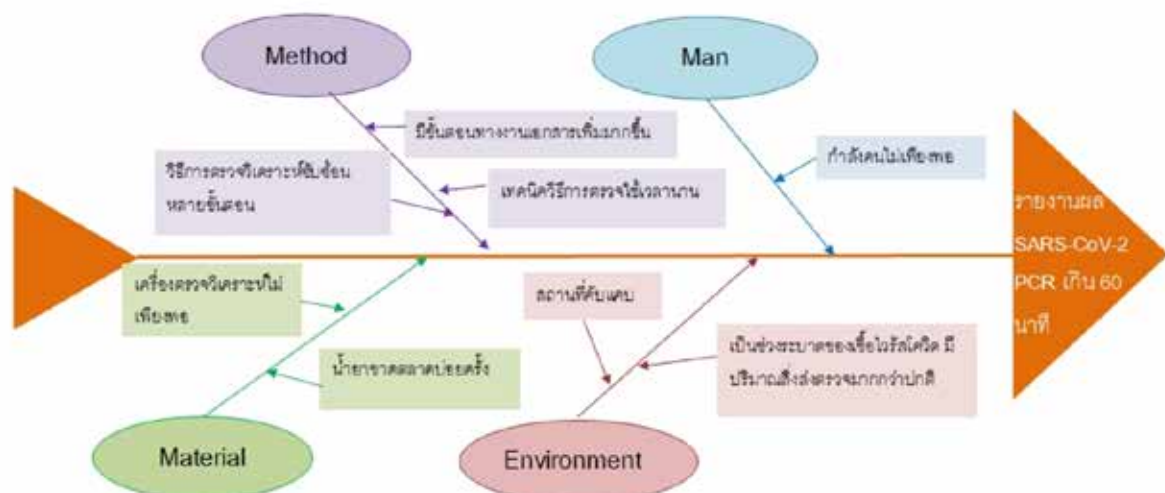 Method
Man
มีขั้นตอนทางงานเอกสารเพิ่มมากขึ้น
วิธีการตรวจวิเคราะห์ซับซ้อน
หลายขั้นตอน
เทคนิควิธีการตรวจใช้เวลานาน
กำลังคนไม่เพียงพอ
รายงานผล
SARS-CoV-2
PCR เกิน 60
นาที
เครื่องตรวจวิเคราะห์ไม่
เพียงพอ
น้ำยาขาดตลาดบ่อยครั้ง
สถานที่คับแคบ
เป็นช่วงระบาดของเชื้อไวรัสโควิด มี
ปริมาณสิ่งส่งตรวจมากกว่าปกติ
Material
Environment